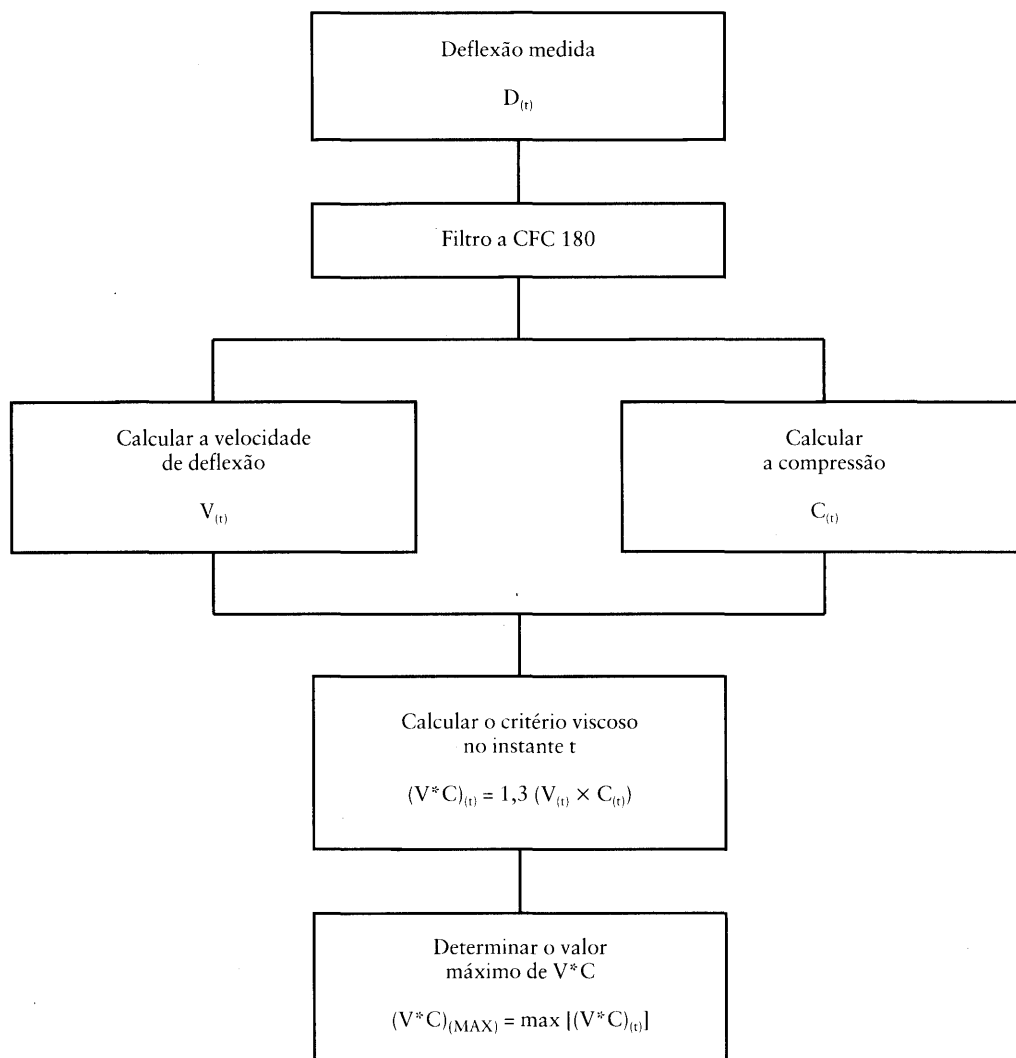 Deflexão medida
D(t)
Filtro a CFC 180
Calcular a velocidade
de deflexão
V(t)
Calcular
a compressão
C(t)
Calcular o critério viscoso
no instante t
(V*C)(t) = 1,3 (V(t) × C(t))
Determinar o valor
máximo de V*C
(V*C)(MAX) = max [(V*C)(t)]